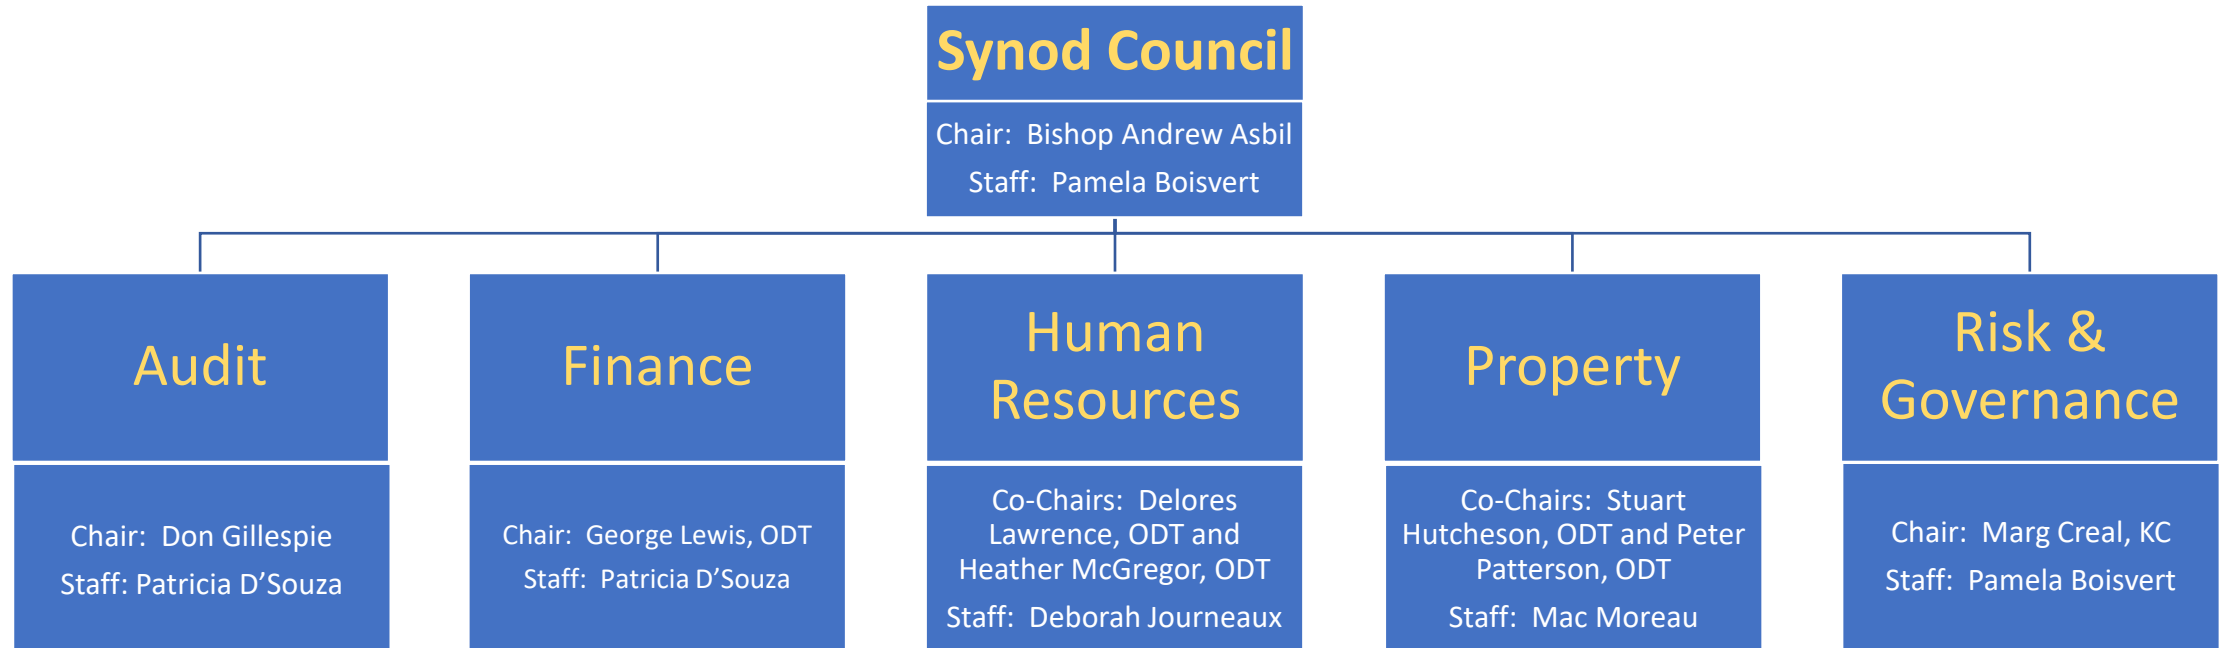 Synod Council
Chair:  Bishop Andrew Asbil
Staff:  Pamela Boisvert
Audit
Chair:  Don Gillespie
Staff: Patricia D’Souza
Finance
Chair:  George Lewis, ODT
Staff:  Patricia D’Souza
Human
Resources
Co-Chairs:  Delores
Lawrence, ODT and
Heather McGregor, ODT
Staff:  Deborah Journeaux
Property
Co-Chairs:  Stuart
Hutcheson, ODT and Peter
Patterson, ODT
Staff:  Mac Moreau
Risk &
Governance
Chair:  Marg Creal, KC
Staff:  Pamela Boisvert